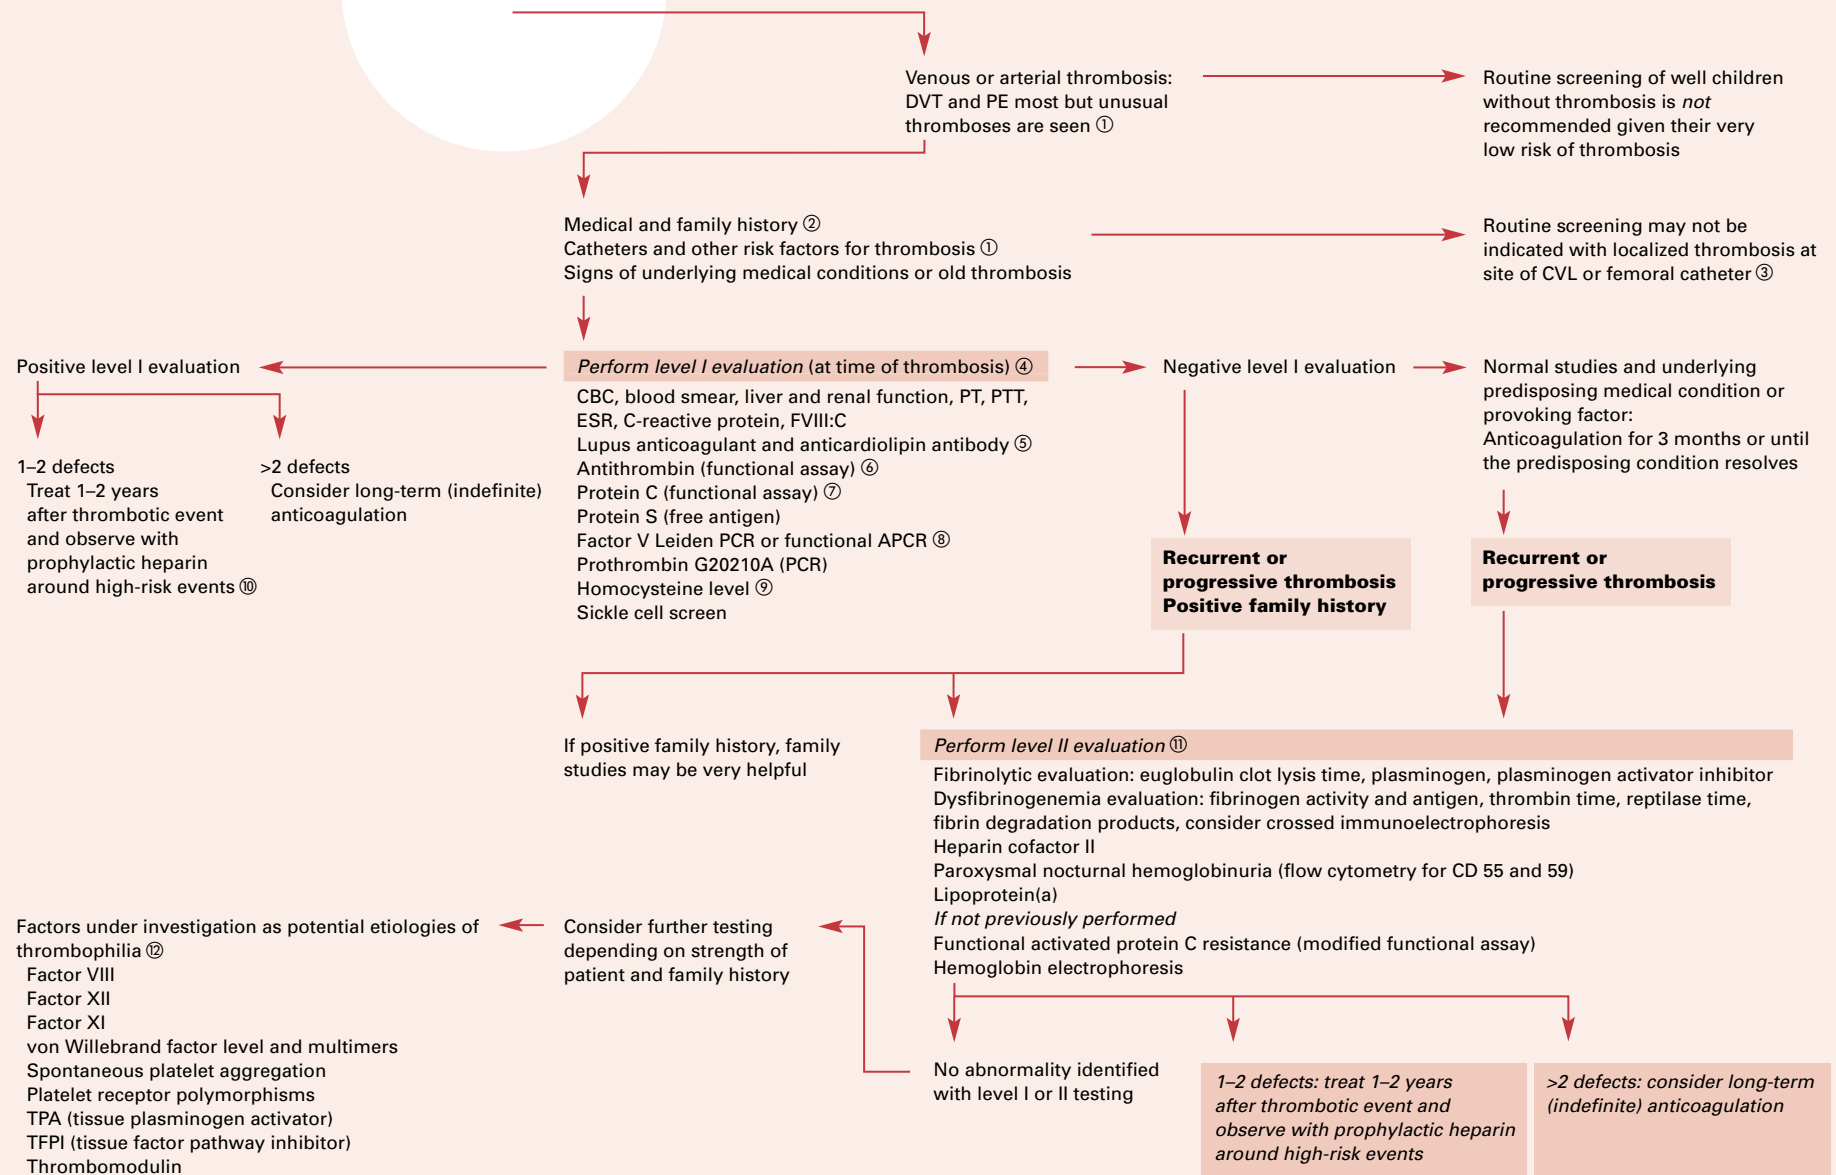 Venous or arterial thrombosis:
DVT and PE most but unusual
thromboses are seen ①
Routine screening of well children
without thrombosis is not
recommended given their very
low risk of thrombosis
Medical and family history ②
Catheters and other risk factors for thrombosis ①
Signs of underlying medical conditions or old thrombosis
Routine screening may not be
indicated with localized thrombosis at
site of CVL or femoral catheter ③
Positive level I evaluation
Perform level I evaluation (at time of thrombosis) ④
CBC, blood smear, liver and renal function, PT, PTT,
ESR, C-reactive protein, FVIII:C
Lupus anticoagulant and anticardiolipin antibody ⑤
Antithrombin (functional assay) ⑥
Protein C (functional assay) ⑦
Protein S (free antigen)
Factor V Leiden PCR or functional APCR ⑧
Prothrombin G20210A (PCR)
Homocysteine level ⑨
Sickle cell screen
Negative level I evaluation
Normal studies and underlying
predisposing medical condition or
provoking factor:
Anticoagulation for 3 months or until
the predisposing condition resolves
1–2 defects
Treat 1–2 years
after thrombotic event
and observe with
prophylactic heparin
around high-risk events ⑩
>2 defects
Consider long-term (indefinite)
anticoagulation
Recurrent or
progressive thrombosis
Positive family history
Recurrent or
progressive thrombosis
If positive family history, family
studies may be very helpful
Perform level II evaluation ⑪
Fibrinolytic evaluation: euglobulin clot lysis time, plasminogen, plasminogen activator inhibitor
Dysfibrinogenemia evaluation: fibrinogen activity and antigen, thrombin time, reptilase time,
fibrin degradation products, consider crossed immunoelectrophoresis
Heparin cofactor II
Paroxysmal nocturnal hemoglobinuria (flow cytometry for CD 55 and 59)
Lipoprotein(a)
If not previously performed
Functional activated protein C resistance (modified functional assay)
Hemoglobin electrophoresis
Factors under investigation as potential etiologies of
thrombophilia ⑫
Factor VIII
Factor XII
Factor XI
von Willebrand factor level and multimers
Spontaneous platelet aggregation
Platelet receptor polymorphisms
TPA (tissue plasminogen activator)
TFPI (tissue factor pathway inhibitor)
Thrombomodulin
Consider further testing
depending on strength of
patient and family history
No abnormality identified
with level I or II testing
1–2 defects: treat 1–2 years
after thrombotic event and
observe with prophylactic heparin
around high-risk events
>2 defects: consider long-term
(indefinite) anticoagulation